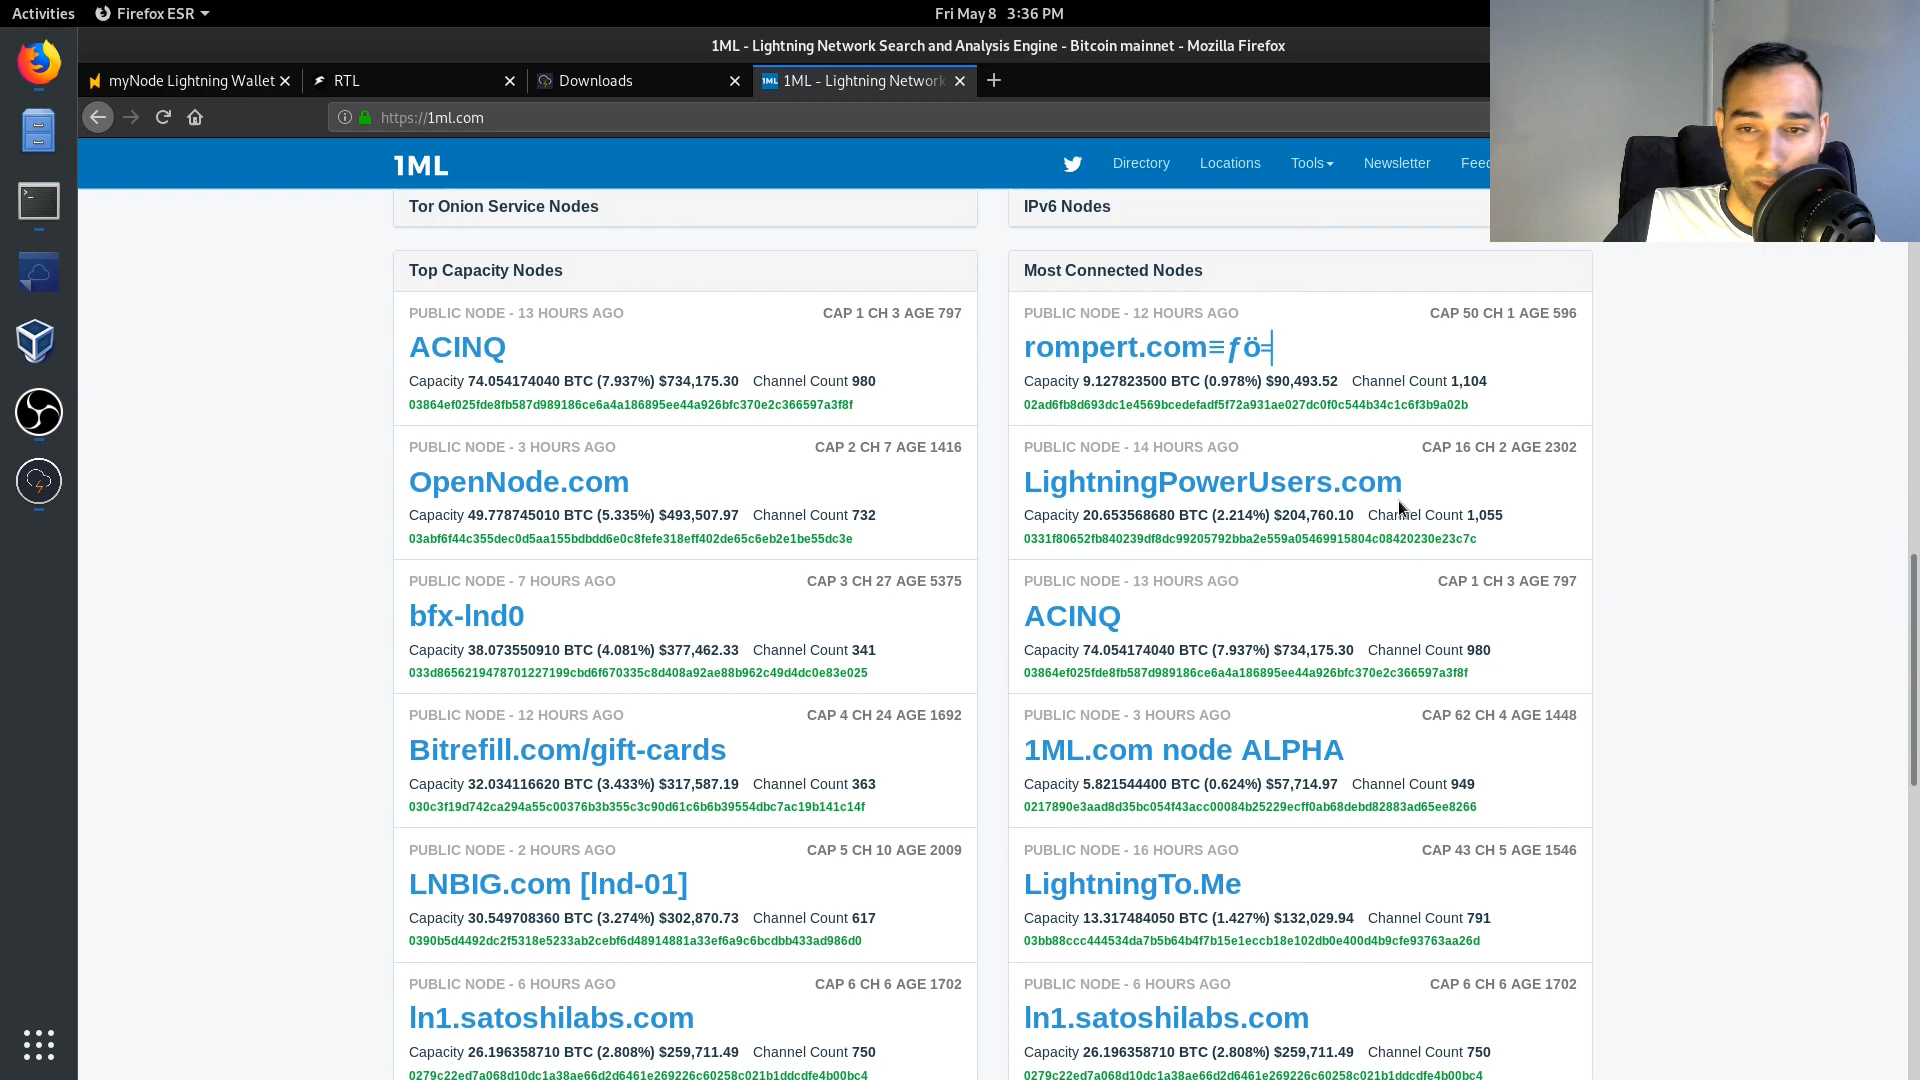 Activities
Firefox ESR
Fri May 8 3:36 PM
1ML - Lightning Network Search and Analysis Engine - Bitcoin mainnet - Mozilla Firefox
myNode Lightning Wallet
RTL
Downloads
1ML
1ML - Lightning Network
https://1ml.com
1ML
Directory
Locations
Tools
Newsletter
Tor Onion Service Nodes
IPv6 Nodes
Top Capacity Nodes
PUBLIC NODE - 13 HOURS AGO
CAP 1 CH 3 AGE 797
ACINQ
Capacity 74.054174040 BTC (7.937%) $734,175.30 Channel Count 980
03864ef025fde8fb587d989186ce6a4a186895ee44a926bfc370e2c366597a3f8f
PUBLIC NODE - 3 HOURS AGO
CAP 2 CH 7 AGE 1416
OpenNode.com
Capacity 49.778745010 BTC (5.335%) $493,507.97 Channel Count 732
03abf6f44c355dec0d5aa155bdbdd6e0c8fefe318eff402de65c6eb2e1be55dc3e
PUBLIC NODE - 7 HOURS AGO
CAP 3 CH 27 AGE 5375
bfx-lnd0
Capacity 38.073550910 BTC (4.081%) $377,462.33 Channel Count 341
033d8656219478701227199cbd6f670335c8d408a92ae88b962c49d4dc0e83e025
PUBLIC NODE - 12 HOURS AGO
CAP 4 CH 24 AGE 1692
Bitrefill.com/gift-cards
Capacity 32.034116620 BTC (3.433%) $317,587.19 Channel Count 363
030c3f19d742ca294a55c00376b3b355c3c90d61c6b6b39554dbc7ac19b141c14f
PUBLIC NODE - 2 HOURS AGO
CAP 5 CH 10 AGE 2009
LNBIG.com [lnd-01]
Capacity 30.549708360 BTC (3.274%) $302,870.73 Channel Count 617
0390b5d4492dc2f5318e5233ab2cebf6d48914881a33ef6a9c6bcdbb433ad986d0
PUBLIC NODE - 6 HOURS AGO
CAP 6 CH 6 AGE 1702
ln1.satoshilabs.com
Capacity 26.196358710 BTC (2.808%) $259,711.49 Channel Count 750
0279c22ed7a068d10dc1a38ae66d2d6461e269226c60258c021b1ddcdfe4b00bc4
Most Connected Nodes
PUBLIC NODE - 12 HOURS AGO
CAP 50 CH 1 AGE 596
rompert.com≡ƒö╡
Capacity 9.127823500 BTC (0.978%) $90,493.52 Channel Count 1,104
02ad6fb8d693dc1e4569bcedefadf5f72a931ae027dc0f0c544b34c1c6f3b9a02b
PUBLIC NODE - 14 HOURS AGO
CAP 16 CH 2 AGE 2302
LightningPowerUsers.com
Capacity 20.653568680 BTC (2.214%) $204,760.10 Channel Count 1,055
0331f80652fb840239df8dc99205792bba2e559a05469915804c08420230e23c7c
PUBLIC NODE - 13 HOURS AGO
CAP 1 CH 3 AGE 797
ACINQ
Capacity 74.054174040 BTC (7.937%) $734,175.30 Channel Count 980
03864ef025fde8fb587d989186ce6a4a186895ee44a926bfc370e2c366597a3f8f
PUBLIC NODE - 3 HOURS AGO
CAP 62 CH 4 AGE 1448
1ML.com node ALPHA
Capacity 5.821544400 BTC (0.624%) $57,714.97 Channel Count 949
0217890e3aad8d35bc054f43acc00084b25229ecff0ab68debd82883ad65ee8266
PUBLIC NODE - 16 HOURS AGO
CAP 43 CH 5 AGE 1546
LightningTo.Me
Capacity 13.317484050 BTC (1.427%) $132,029.94 Channel Count 791
03bb88ccc444534da7b5b64b4f7b15e1eccb18e102db0e400d4b9cfe93763aa26d
PUBLIC NODE - 6 HOURS AGO
CAP 6 CH 6 AGE 1702
ln1.satoshilabs.com
Capacity 26.196358710 BTC (2.808%) $259,711.49 Channel Count 750
0279c22ed7a068d10dc1a38ae66d2d6461e269226c60258c021b1ddcdfe4b00bc4